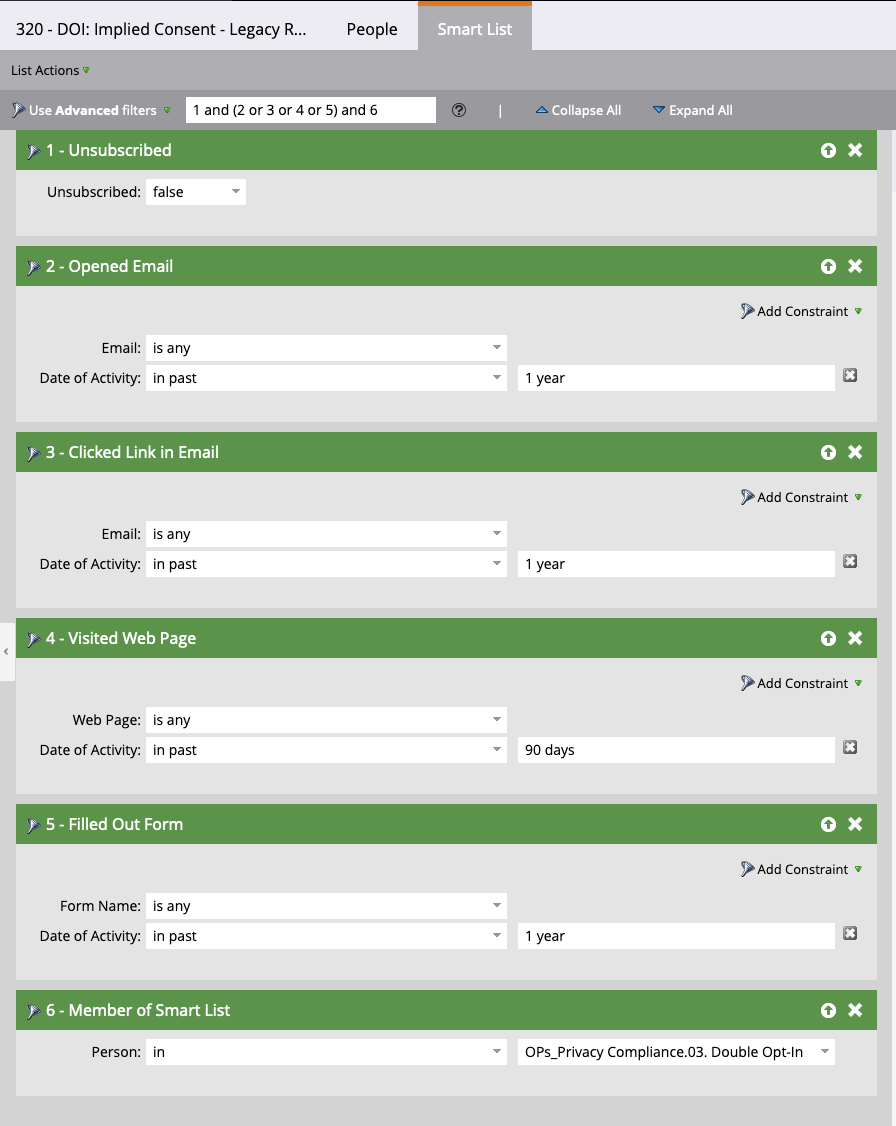 320 - DOI: Implied Consent - Legacy R... People Smart List
List Actions
Use Advanced filters 1 and (2 or 3 or 4 or 5) and 6 ? | Collapse All Expand All
1 - Unsubscribed
Unsubscribed: false
2 - Opened Email
Add Constraint
Email: is any
Date of Activity: in past 1 year
3 - Clicked Link in Email
Add Constraint
Email: is any
Date of Activity: in past 1 year
4 - Visited Web Page
Add Constraint
Web Page: is any
Date of Activity: in past 90 days
5 - Filled Out Form
Add Constraint
Form Name: is any
Date of Activity: in past 1 year
6 - Member of Smart List
Person: in OPs_Privacy Compliance.03. Double Opt-In